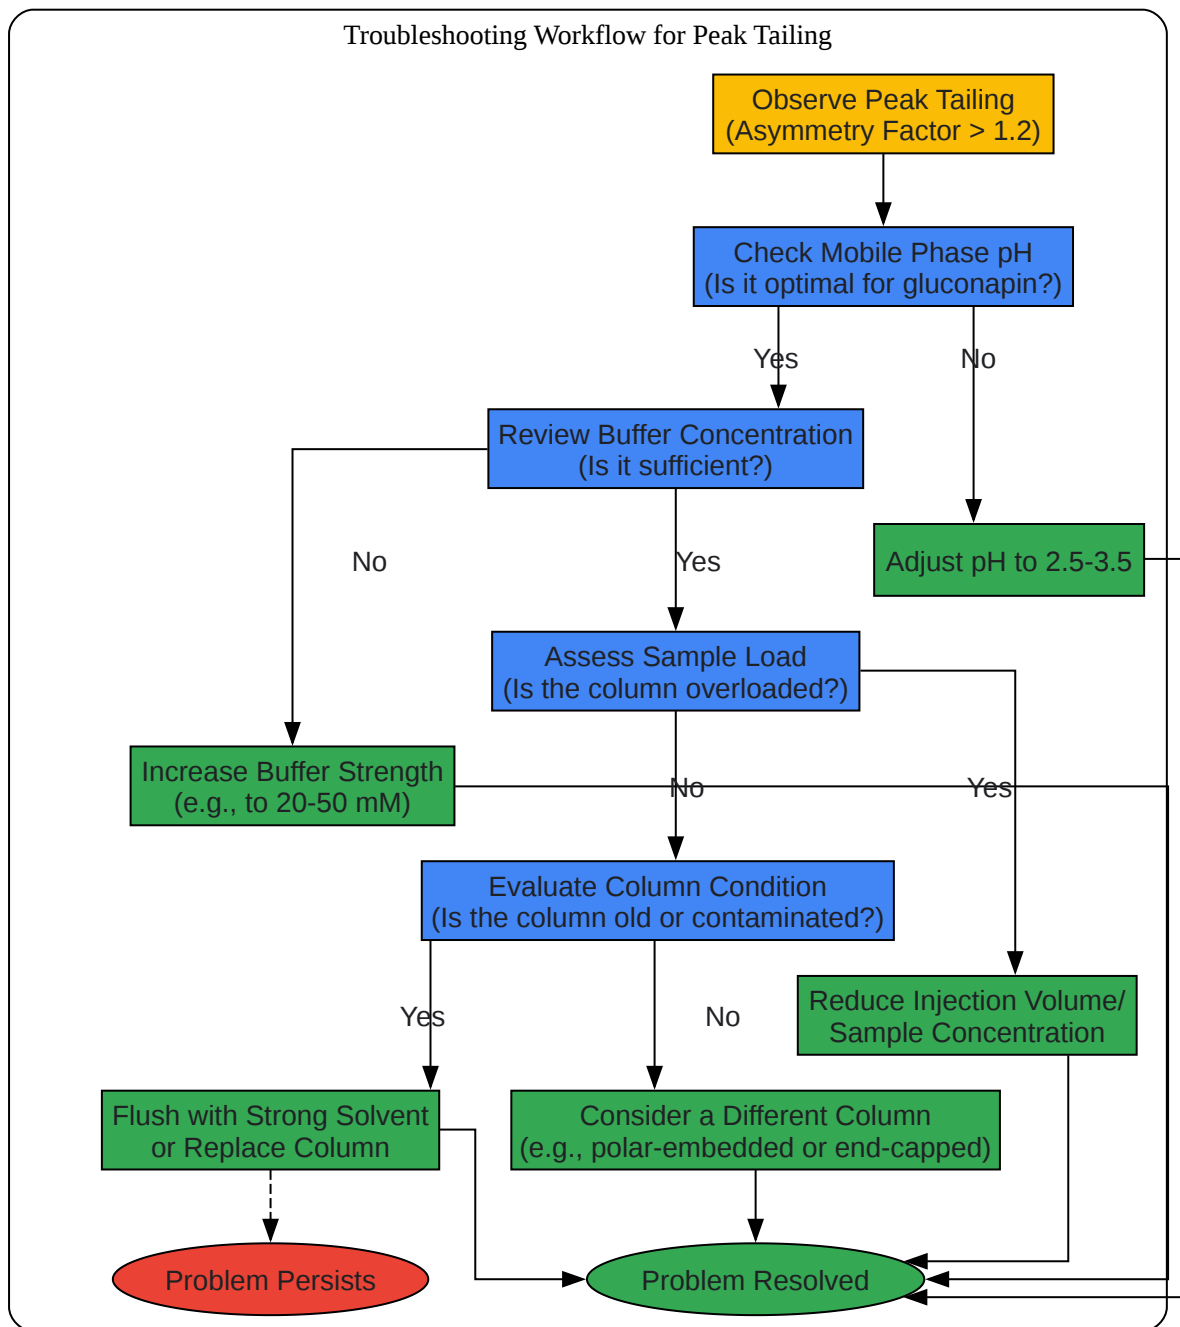 Troubleshooting Workflow for Peak Tailing
Observe Peak Tailing
(Asymmetry Factor > 1.2)
Check Mobile Phase pH
(Is it optimal for gluconapin?)
Yes
No
Review Buffer Concentration
(Is it sufficient?)
No
Yes
Adjust pH to 2.5-3.5
Assess Sample Load
(Is the column overloaded?)
Increase Buffer Strength
(e.g., to 20-50 mM)
No
Yes
Evaluate Column Condition
(Is the column old or contaminated?)
Yes
No
Reduce Injection Volume/
Sample Concentration
Flush with Strong Solvent
or Replace Column
Consider a Different Column
(e.g., polar-embedded or end-capped)
Problem Persists
Problem Resolved